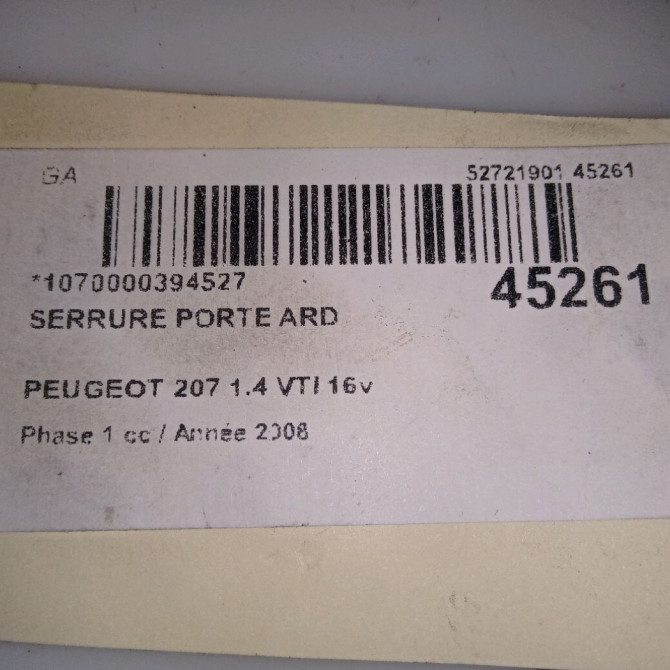 GA 52721901 45261
*1070000394527
45261
SERRURE PORTE ARD
PEUGEOT 207 1.4 VTI 16v
Phase 1 cc / Année 2008